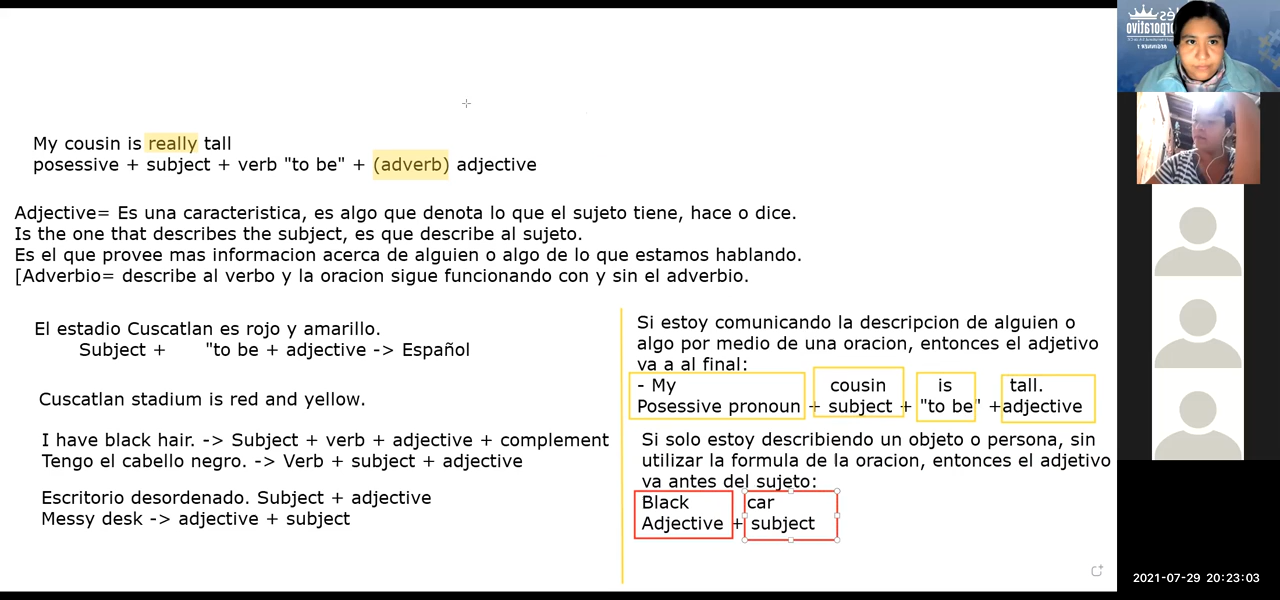 My cousin is really tall
posessive + subject + verb "to be" + (adverb) adjective
Adjective= Es una caracteristica, es algo que denota lo que el sujeto tiene, hace o dice.
Is the one that describes the subject, es que describe al sujeto.
Es el que provee mas informacion acerca de alguien o algo de lo que estamos hablando.
[Adverbio= describe al verbo y la oracion sigue funcionando con y sin el adverbio.
El estadio Cuscatlan es rojo y amarillo.
Subject + "to be + adjective -> Español
Cuscatlan stadium is red and yellow.
I have black hair. -> Subject + verb + adjective + complement
Tengo el cabello negro. -> Verb + subject + adjective
Escritorio desordenado. Subject + adjective
Messy desk -> adjective + subject
Si estoy comunicando la descripcion de alguien o
algo por medio de una oracion, entonces el adjetivo
va a al final:
- My cousin is tall.
Posessive pronoun + subject + "to be" +adjective
Si solo estoy describiendo un objeto o persona, sin
utilizar la formula de la oracion, entonces el adjetivo
va antes del sujeto:
Black car
Adjective + subject
2021-07-29 20:23:03